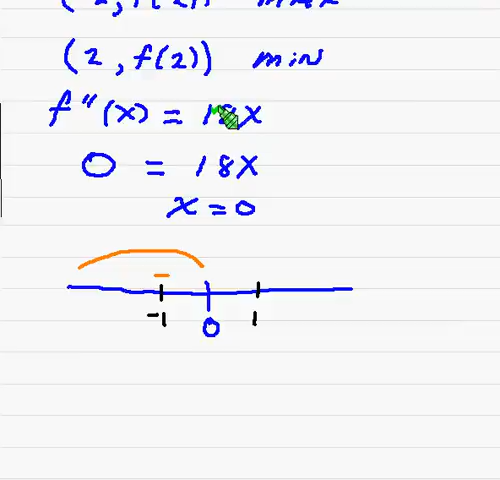 (2, f(2)) min
f"(x) = 18x
0 = 18x
x = 0
-
-1 0 1